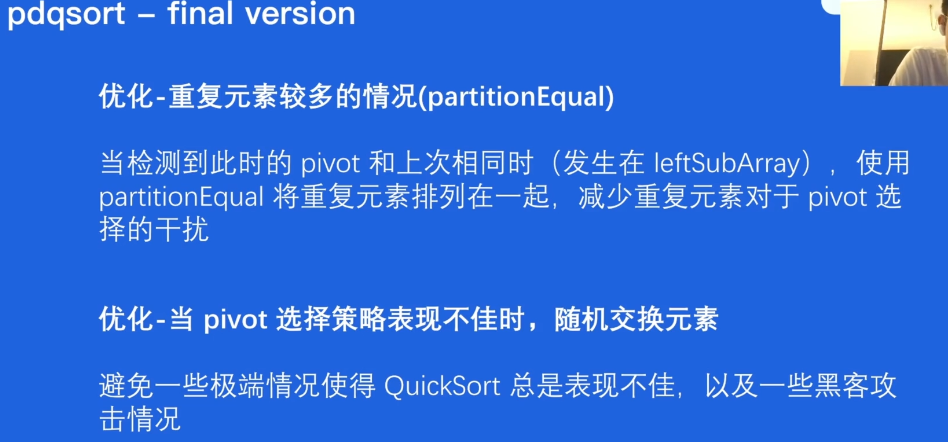 pdqsort – final version
优化-重复元素较多的情况(partitionEqual)
当检测到此时的 pivot 和上次相同时（发生在 leftSubArray），使用
partitionEqual 将重复元素排列在一起，减少重复元素对于 pivot 选
择的干扰
优化-当 pivot 选择策略表现不佳时，随机交换元素
避免一些极端情况使得 QuickSort 总是表现不佳，以及一些黑客攻
击情况